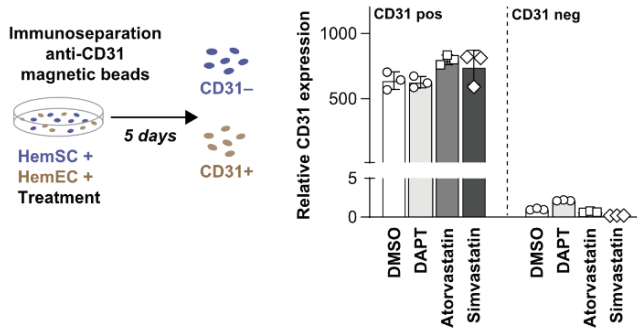 Immunoseparation
anti-CD31
magnetic beads
CD31–
5 days
CD31+
HemSC +
HemEC +
Treatment
Relative CD31 expression
CD31 pos
CD31 neg
1000
500
5
0
DMSO
DAPT
Atorvastatin
Simvastatin
DMSO
DAPT
Atorvastatin
Simvastatin